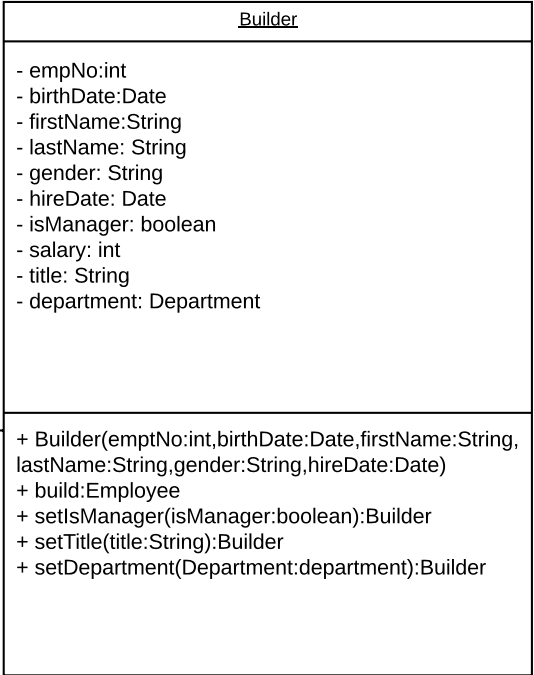 Builder
- empNo:int
- birthDate:Date
- firstName:String
- lastName: String
- gender: String
- hireDate: Date
- isManager: boolean
- salary: int
- title: String
- department: Department
+ Builder(emptNo:int,birthDate:Date,firstName:String,
lastName:String,gender:String,hireDate:Date)
+ build:Employee
+ setIsManager(isManager:boolean):Builder
+ setTitle(title:String):Builder
+ setDepartment(Department:department):Builder